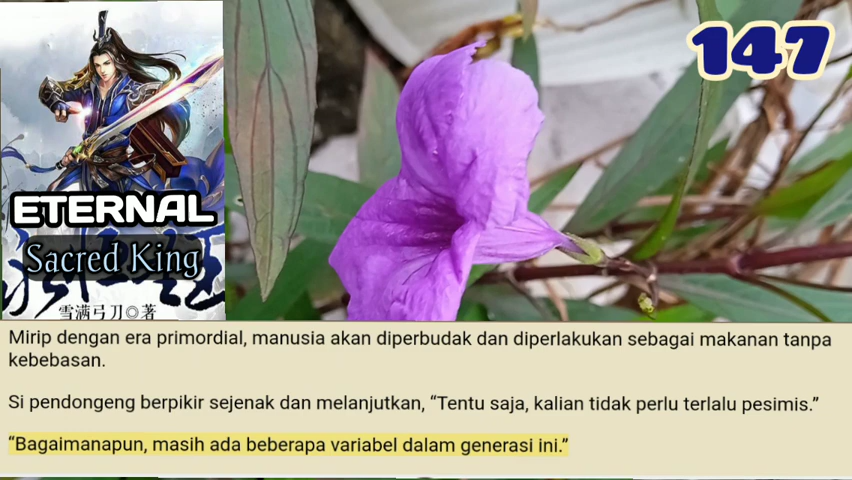 147
ETERNAL
Sacred King
雪满弓刀◎著
Mirip dengan era primordial, manusia akan diperbudak dan diperlakukan sebagai makanan tanpa
kebebasan.
Si pendongeng berpikir sejenak dan melanjutkan, “Tentu saja, kalian tidak perlu terlalu pesimis.”
“Bagaimanapun, masih ada beberapa variabel dalam generasi ini.”